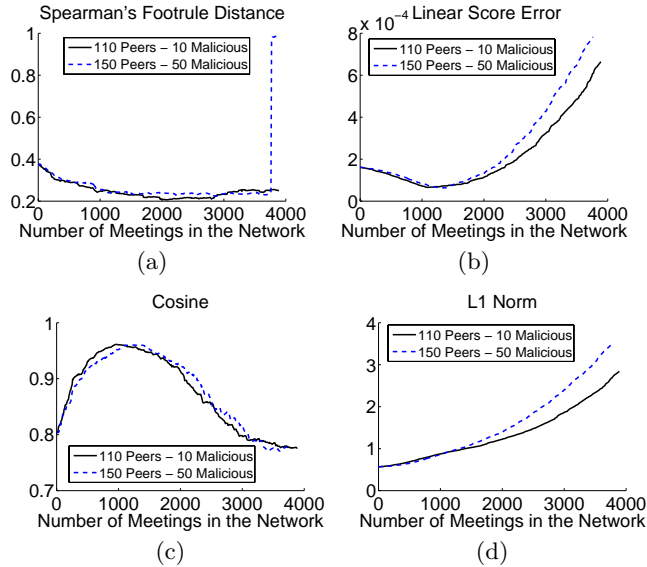 Spearman's Footrule Distance
1
0.8
0.6
0.4
0.2
0 1000 2000 3000 4000
110 Peers – 10 Malicious
150 Peers – 50 Malicious
Number of Meetings in the Network
(a)
x 10⁻⁴ Linear Score Error
8
6
4
2
0
0 1000 2000 3000 4000
110 Peers – 10 Malicious
150 Peers – 50 Malicious
Number of Meetings in the Network
(b)
Cosine
1
0.9
0.8
0.7
0 1000 2000 3000 4000
110 Peers – 10 Malicious
150 Peers – 50 Malicious
Number of Meetings in the Network
(c)
L1 Norm
4
3
2
1
0
0 1000 2000 3000 4000
110 Peers – 10 Malicious
150 Peers – 50 Malicious
Number of Meetings in the Network
(d)